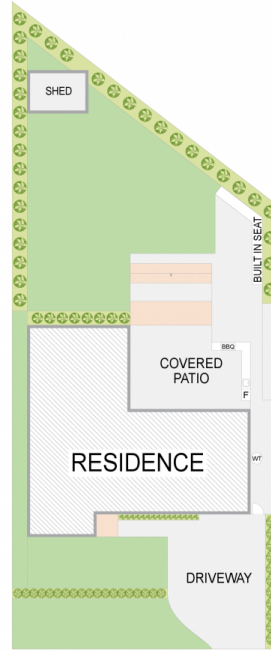 SHED
BUILT IN SEAT
BBQ
COVERED
PATIO
F
RESIDENCE
WT
DRIVEWAY